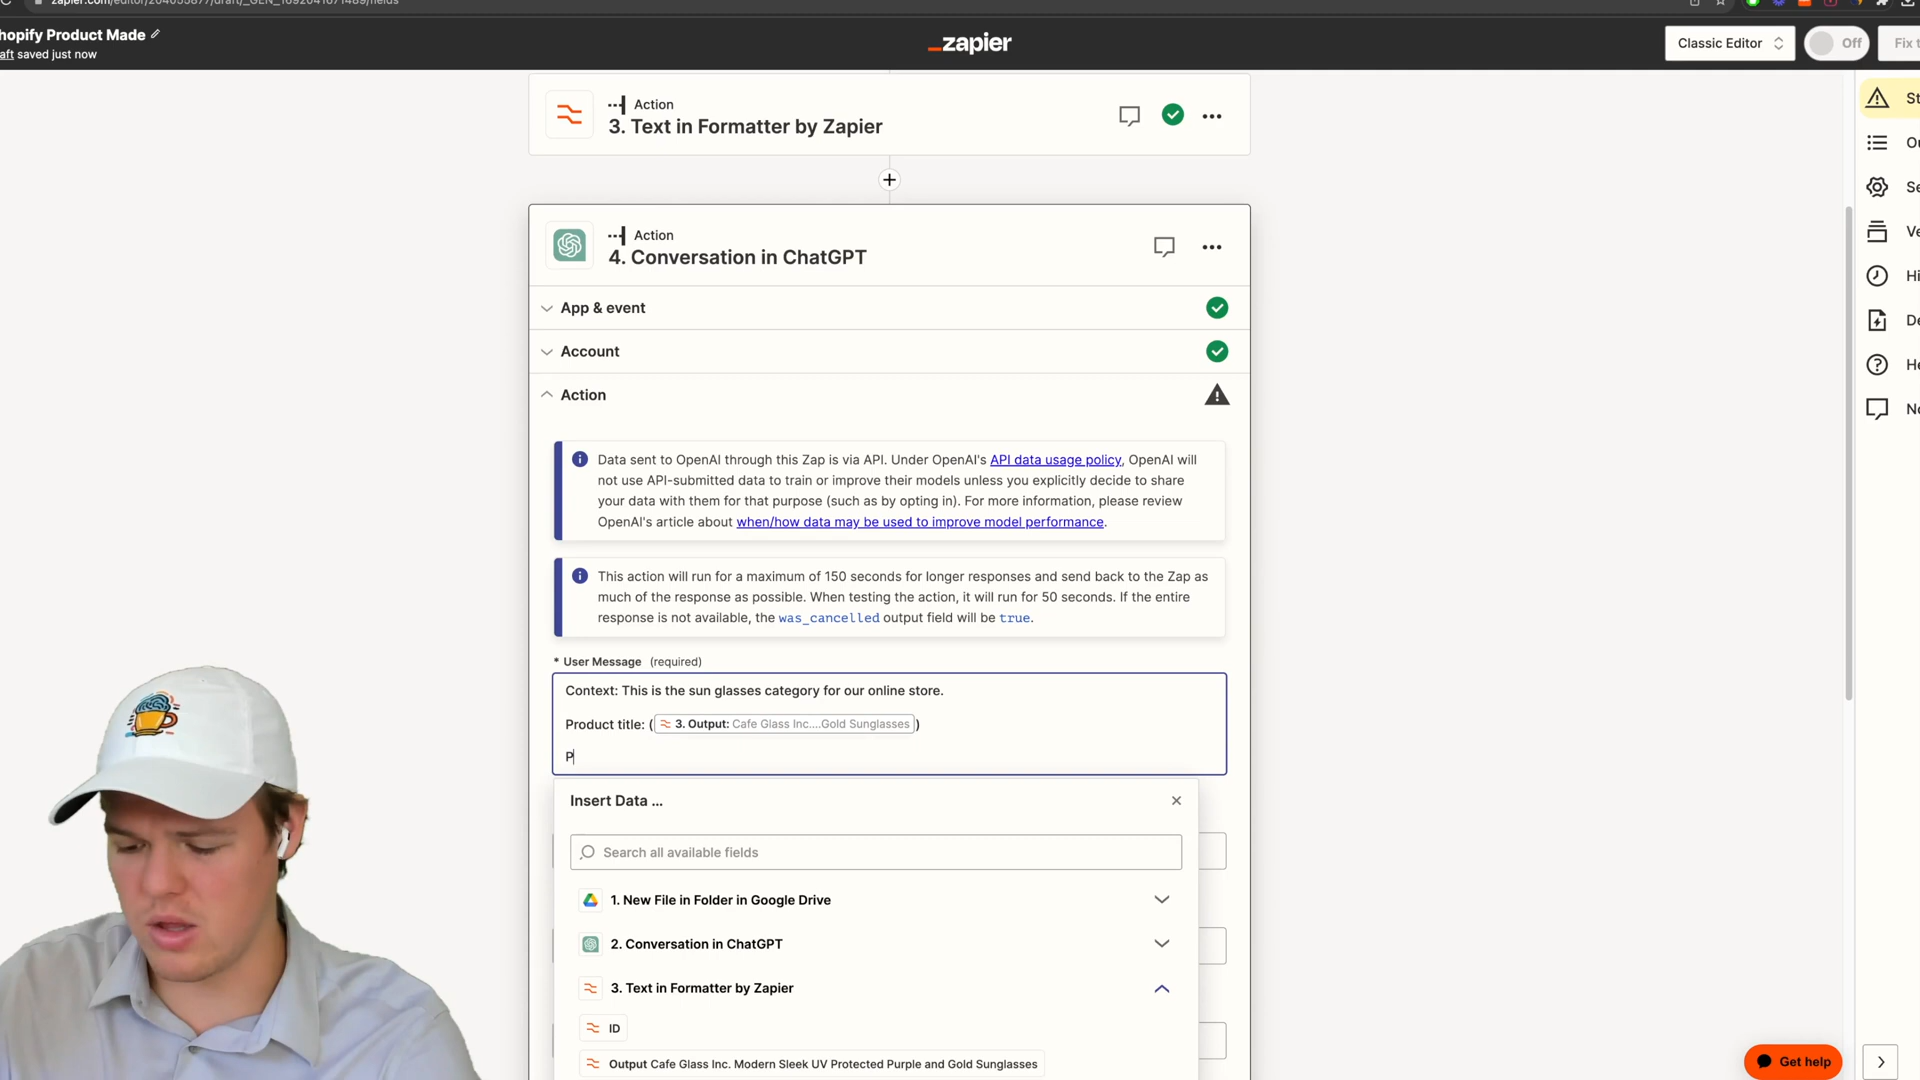 hopify Product Made
aft saved just now
zapier
Classic Editor
Off
Fix t
Action
3. Text in Formatter by Zapier
Action
4. Conversation in ChatGPT
App & event
Account
Action
Data sent to OpenAI through this Zap is via API. Under OpenAI's API data usage policy, OpenAI will
not use API-submitted data to train or improve their models unless you explicitly decide to share
your data with them for that purpose (such as by opting in). For more information, please review
OpenAI's article about when/how data may be used to improve model performance.
This action will run for a maximum of 150 seconds for longer responses and send back to the Zap as
much of the response as possible. When testing the action, it will run for 50 seconds. If the entire
response is not available, the was_cancelled output field will be true.
* User Message (required)
Context: This is the sun glasses category for our online store.
Product title: ( 3. Output: Cafe Glass Inc....Gold Sunglasses )
P
Insert Data ...
Search all available fields
1. New File in Folder in Google Drive
2. Conversation in ChatGPT
3. Text in Formatter by Zapier
ID
Output Cafe Glass Inc. Modern Sleek UV Protected Purple and Gold Sunglasses
St
Ou
Se
Ve
Hi
De
He
No
Get help